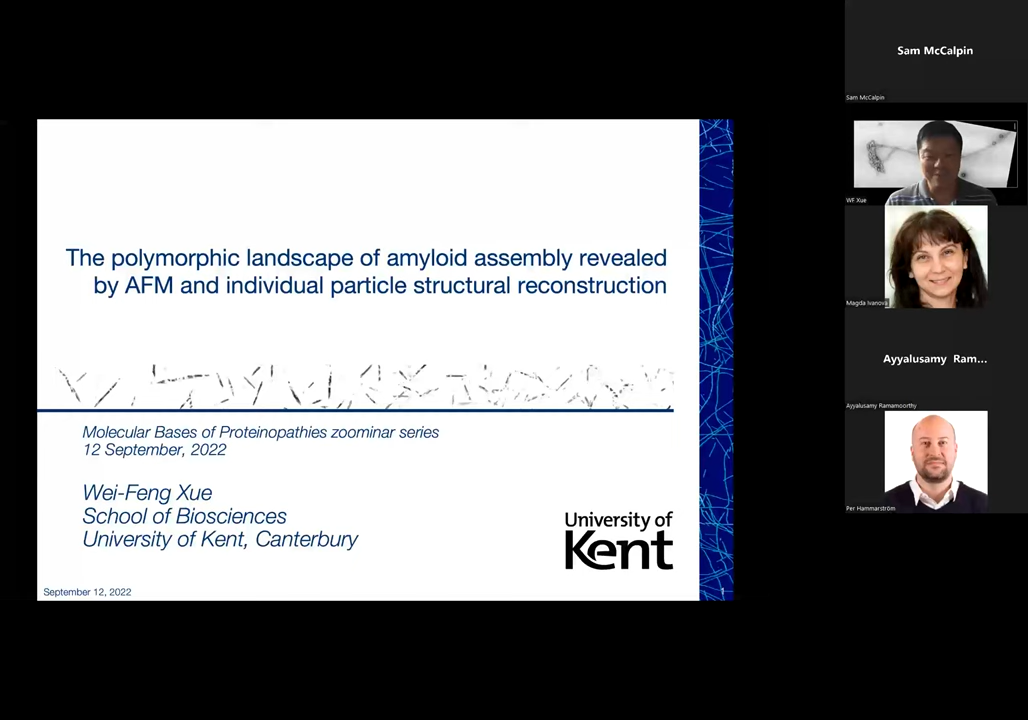 The polymorphic landscape of amyloid assembly revealed
by AFM and individual particle structural reconstruction
Molecular Bases of Proteinopathies zoominar series
12 September, 2022
Wei-Feng Xue
School of Biosciences
University of Kent, Canterbury
University of
Kent
September 12, 2022
1
Sam McCalpin
Sam McCalpin
WF Xue
Magda Ivanova
Ayyalusamy Ram...
Ayyalusamy Ramamoorthy
Per Hammarström